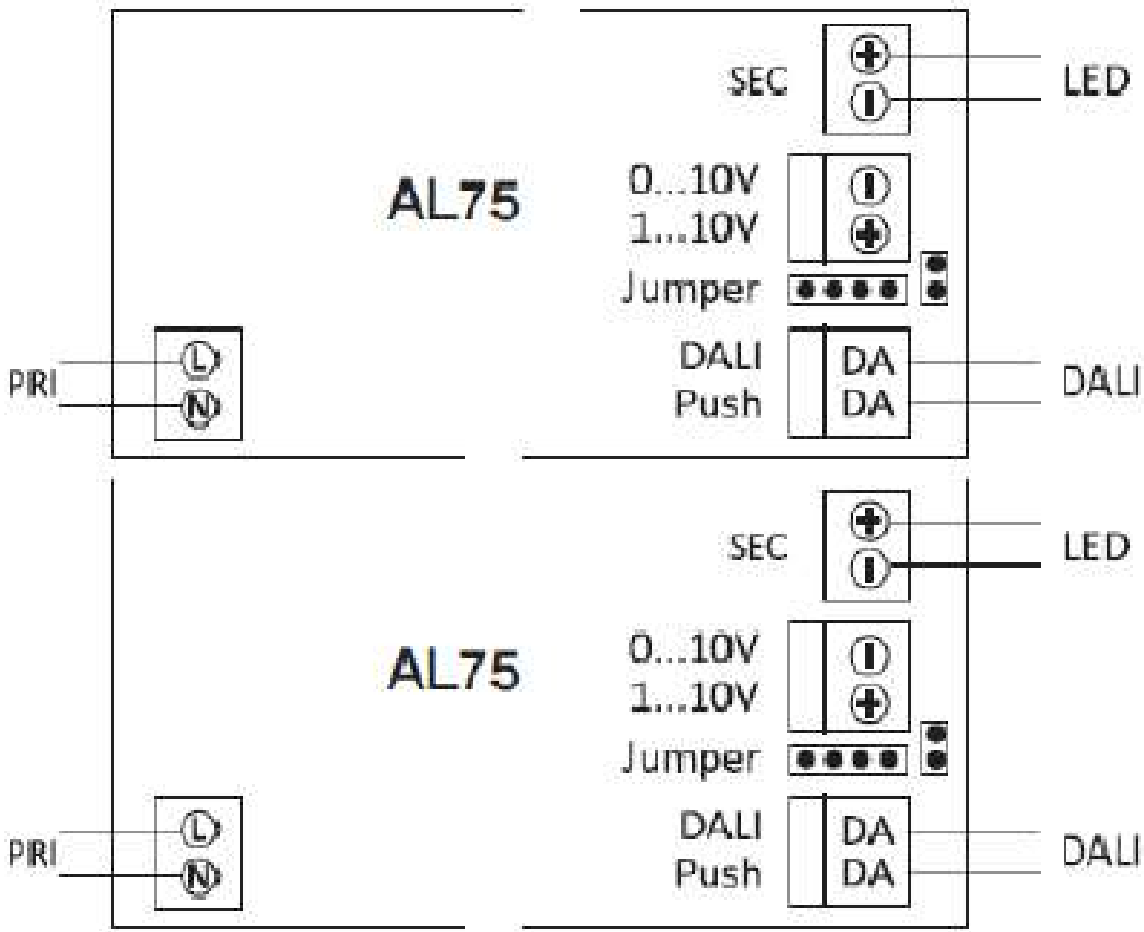 SEC
+
LED
-
0...10V
-
AL75
1...10V
+
Jumper
PRI
L
N
DALI
DA
Push
DA
DALI
SEC
+
LED
-
0...10V
-
AL75
1...10V
+
Jumper
PRI
L
N
DALI
DA
Push
DA
DALI